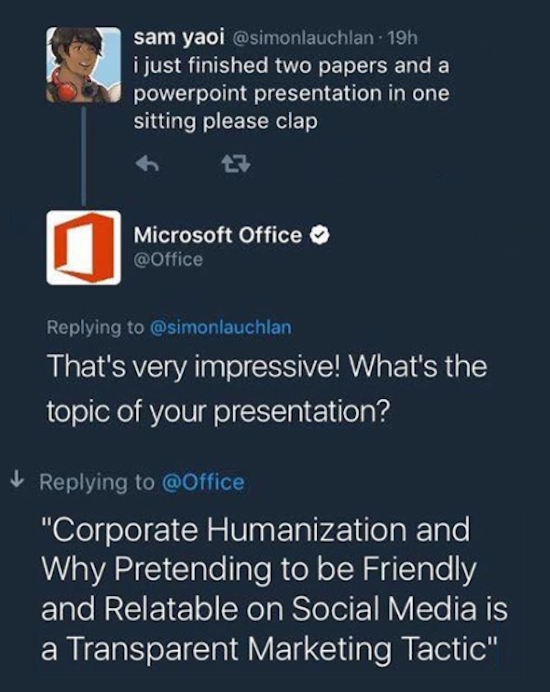 sam yaoi @simonlauchlan · 19h
i just finished two papers and a
powerpoint presentation in one
sitting please clap
Microsoft Office
@Office
Replying to @simonlauchlan
That's very impressive! What's the
topic of your presentation?
Replying to @Office
"Corporate Humanization and
Why Pretending to be Friendly
and Relatable on Social Media is
a Transparent Marketing Tactic"